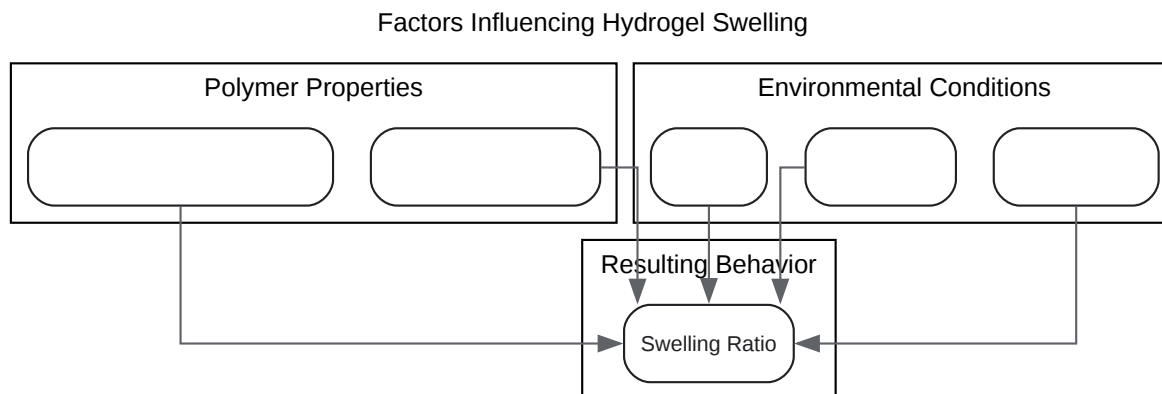 Factors Influencing Hydrogel Swelling
Polymer Properties
Environmental Conditions
Resulting Behavior
Swelling Ratio